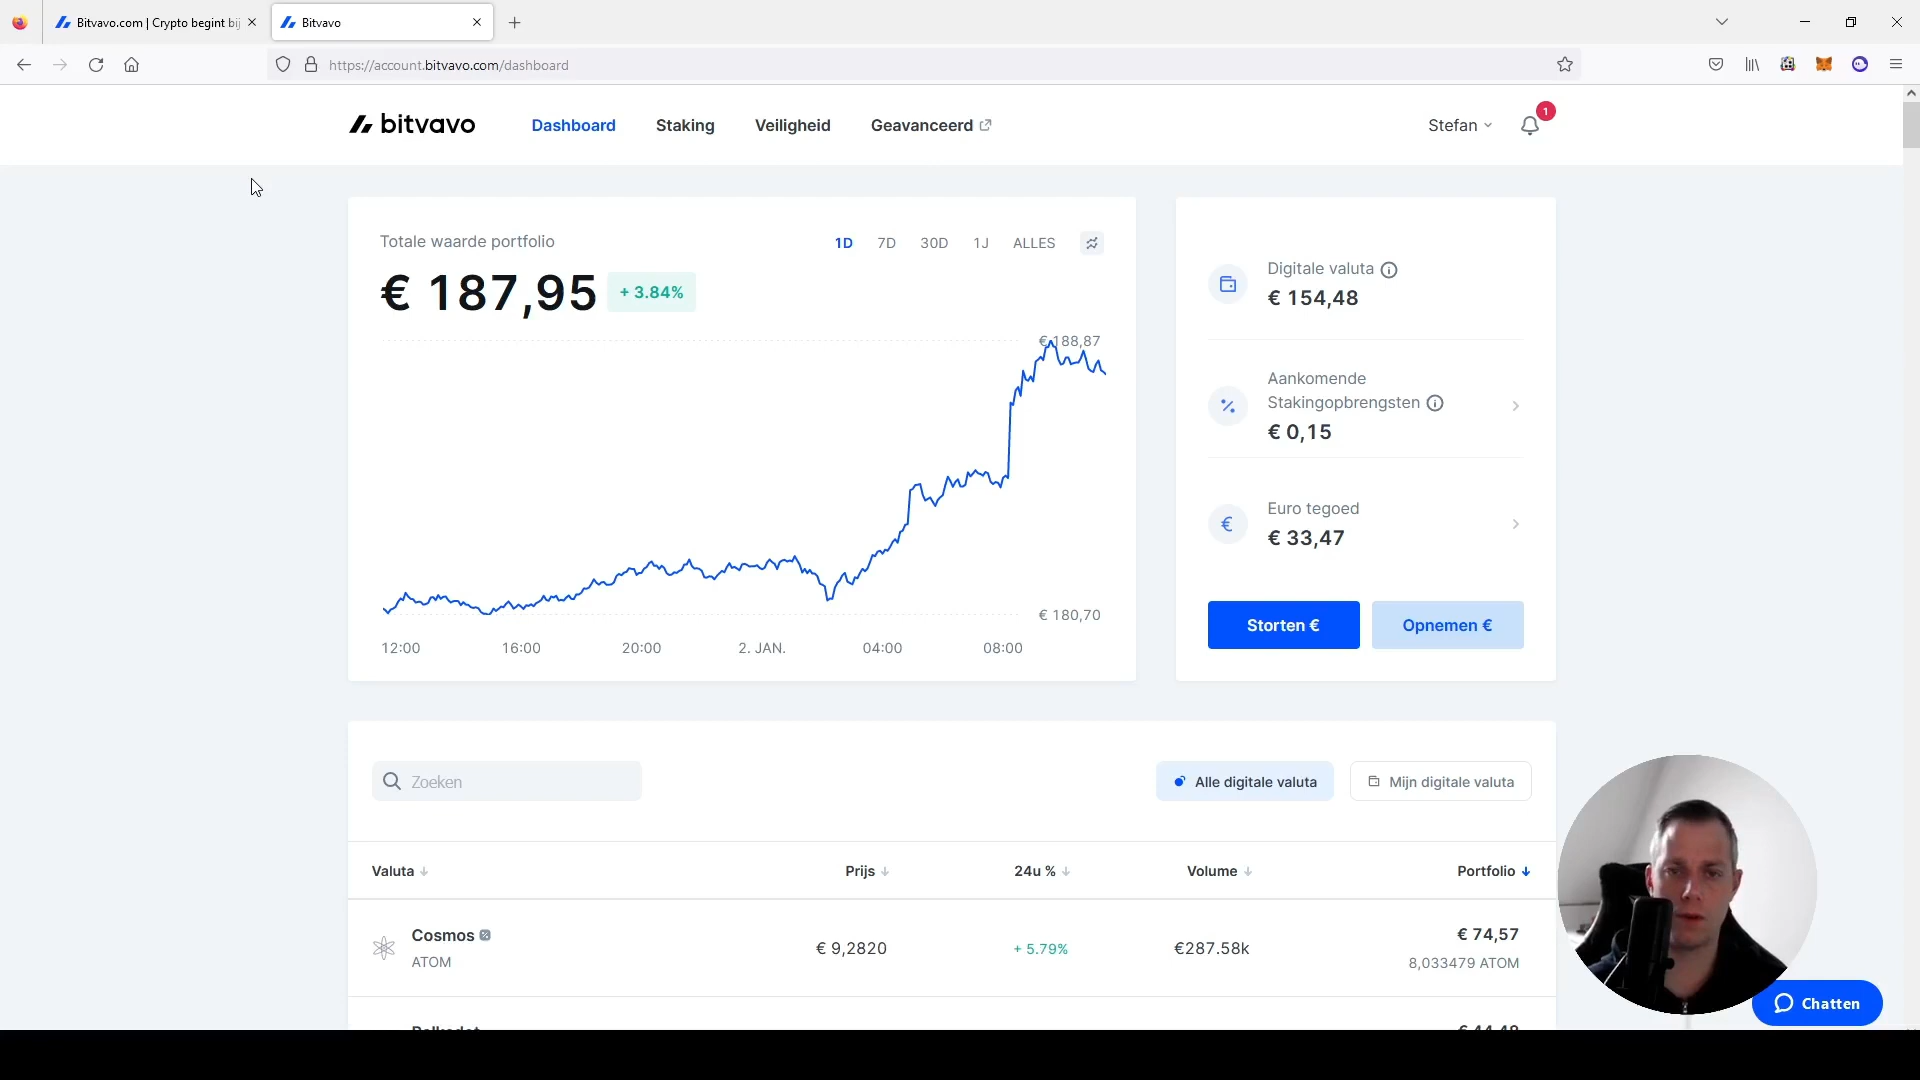 Bitvavo.com | Crypto begint bij
Bitvavo
https://account.bitvavo.com/dashboard
bitvavo
Dashboard
Staking
Veiligheid
Geavanceerd
Stefan
1
Totale waarde portfolio
1D
7D
30D
1J
ALLES
€ 187,95
+ 3.84%
€ 188,87
€ 180,70
12:00
16:00
20:00
2. JAN.
04:00
08:00
Digitale valuta
€ 154,48
Aankomende
Stakingopbrengsten
€ 0,15
Euro tegoed
€ 33,47
Storten €
Opnemen €
Zoeken
Alle digitale valuta
Mijn digitale valuta
Valuta
Prijs
24u %
Volume
Portfolio
Cosmos
ATOM
€ 9,2820
+ 5.79%
€287.58k
€ 74,57
8,033479 ATOM
Chatten